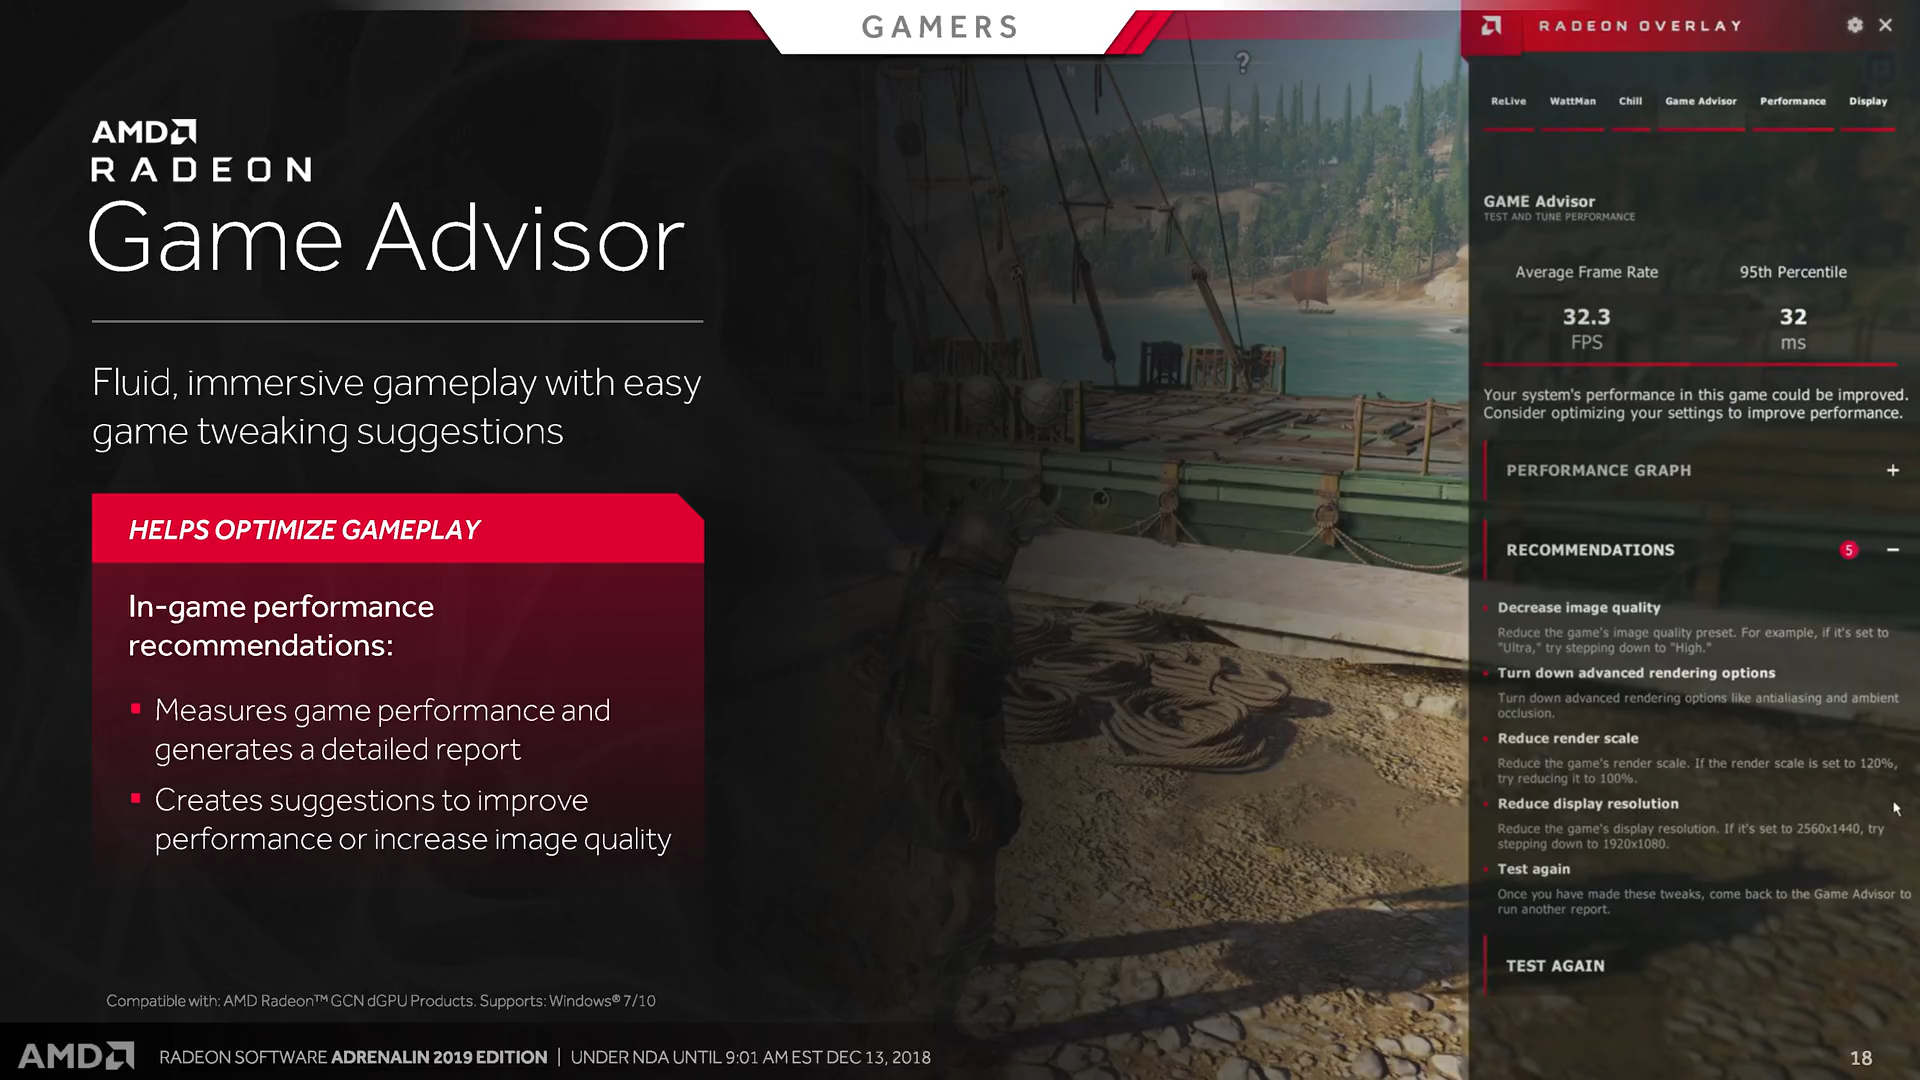 GAMERS
AMD
RADEON
Game Advisor
Fluid, immersive gameplay with easy
game tweaking suggestions
HELPS OPTIMIZE GAMEPLAY
In-game performance
recommendations:
Measures game performance and
generates a detailed report
Creates suggestions to improve
performance or increase image quality
Compatible with: AMD Radeon™ GCN dGPU Products. Supports: Windows® 7/10
AMD
RADEON SOFTWARE ADRENALIN 2019 EDITION | UNDER NDA UNTIL 9:01 AM EST DEC 13, 2018
18
?
RADEON OVERLAY
ReLive WattMan Chill Game Advisor Performance Display
GAME Advisor
TEST AND TUNE PERFORMANCE
Average Frame Rate 95th Percentile
32.3 32
FPS ms
Your system's performance in this game could be improved.
Consider optimizing your settings to improve performance.
PERFORMANCE GRAPH +
RECOMMENDATIONS 5 −
Decrease image quality
Reduce the game's image quality preset. For example, if it's set to
"Ultra," try stepping down to "High."
Turn down advanced rendering options
Turn down advanced rendering options like antialiasing and ambient
occlusion.
Reduce render scale
Reduce the game's render scale. If the render scale is set to 120%,
try reducing it to 100%.
Reduce display resolution
Reduce the game's display resolution. If it's set to 2560x1440, try
stepping down to 1920x1080.
Test again
Once you have made these tweaks, come back to the Game Advisor to
run another report.
TEST AGAIN